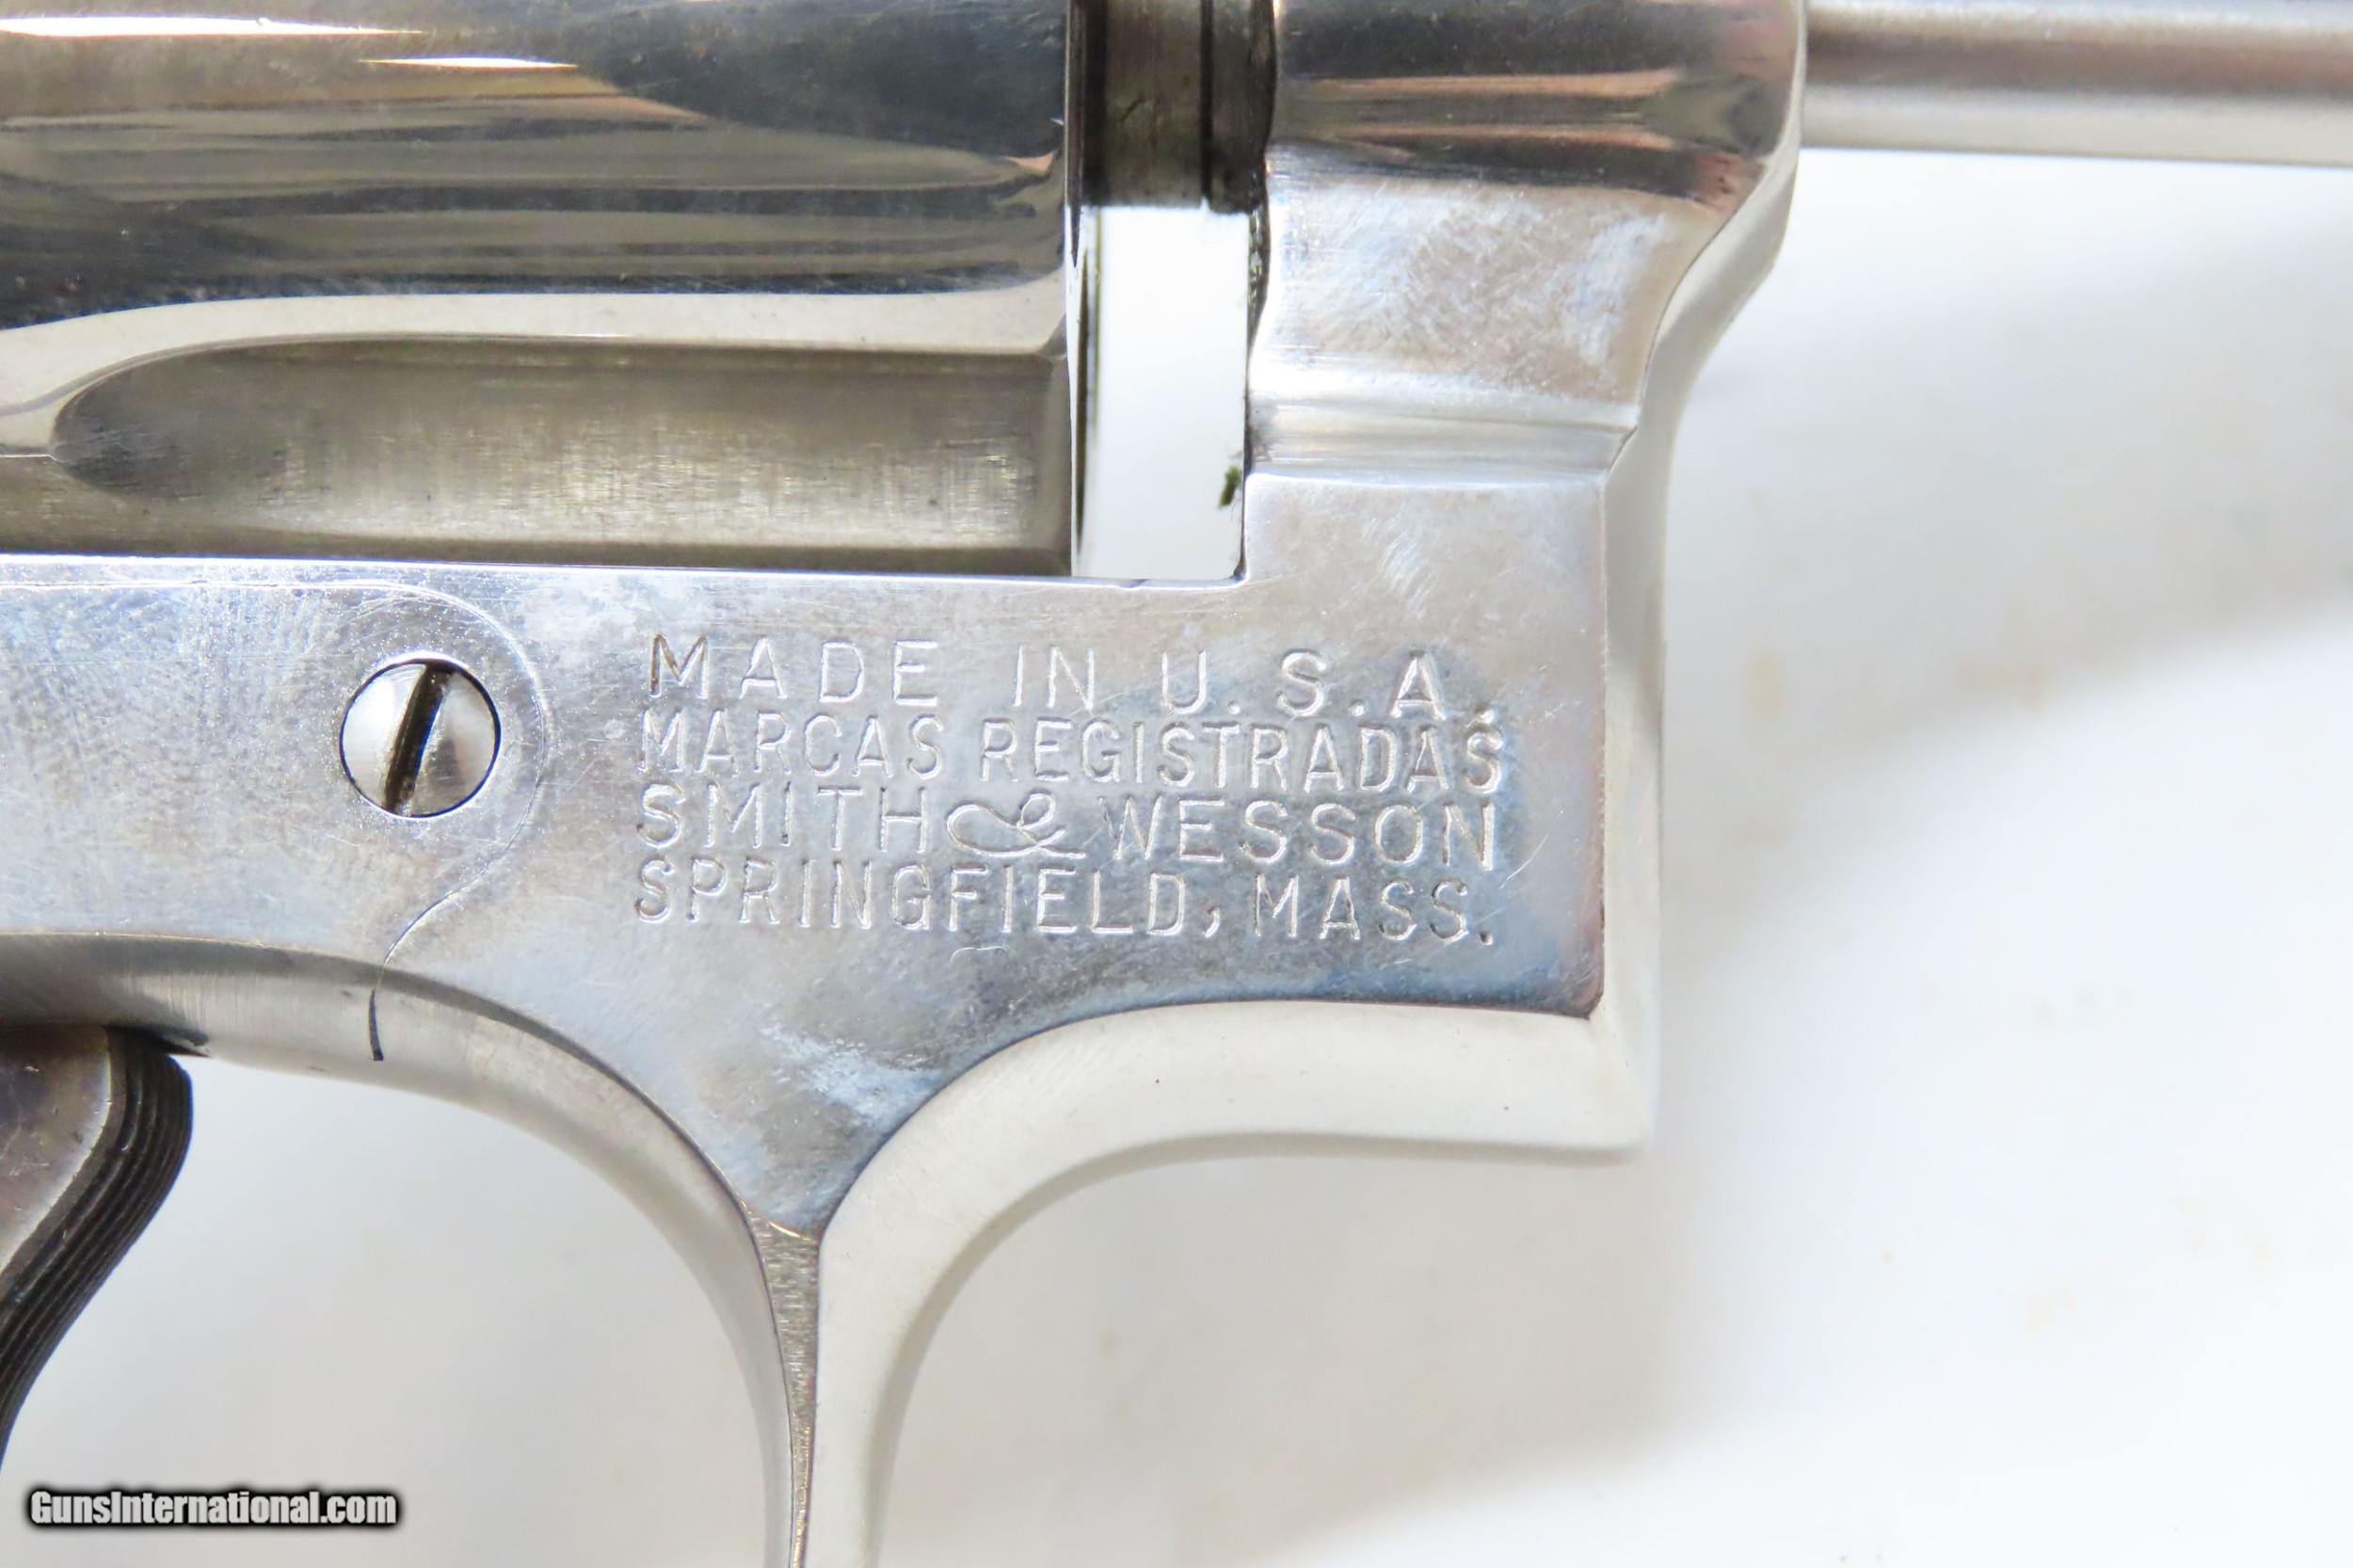 MADE IN U.S.A.
MARCAS REGISTRADAS
SMITH & WESSON
SPRINGFIELD, MASS.
GunsInternational.com